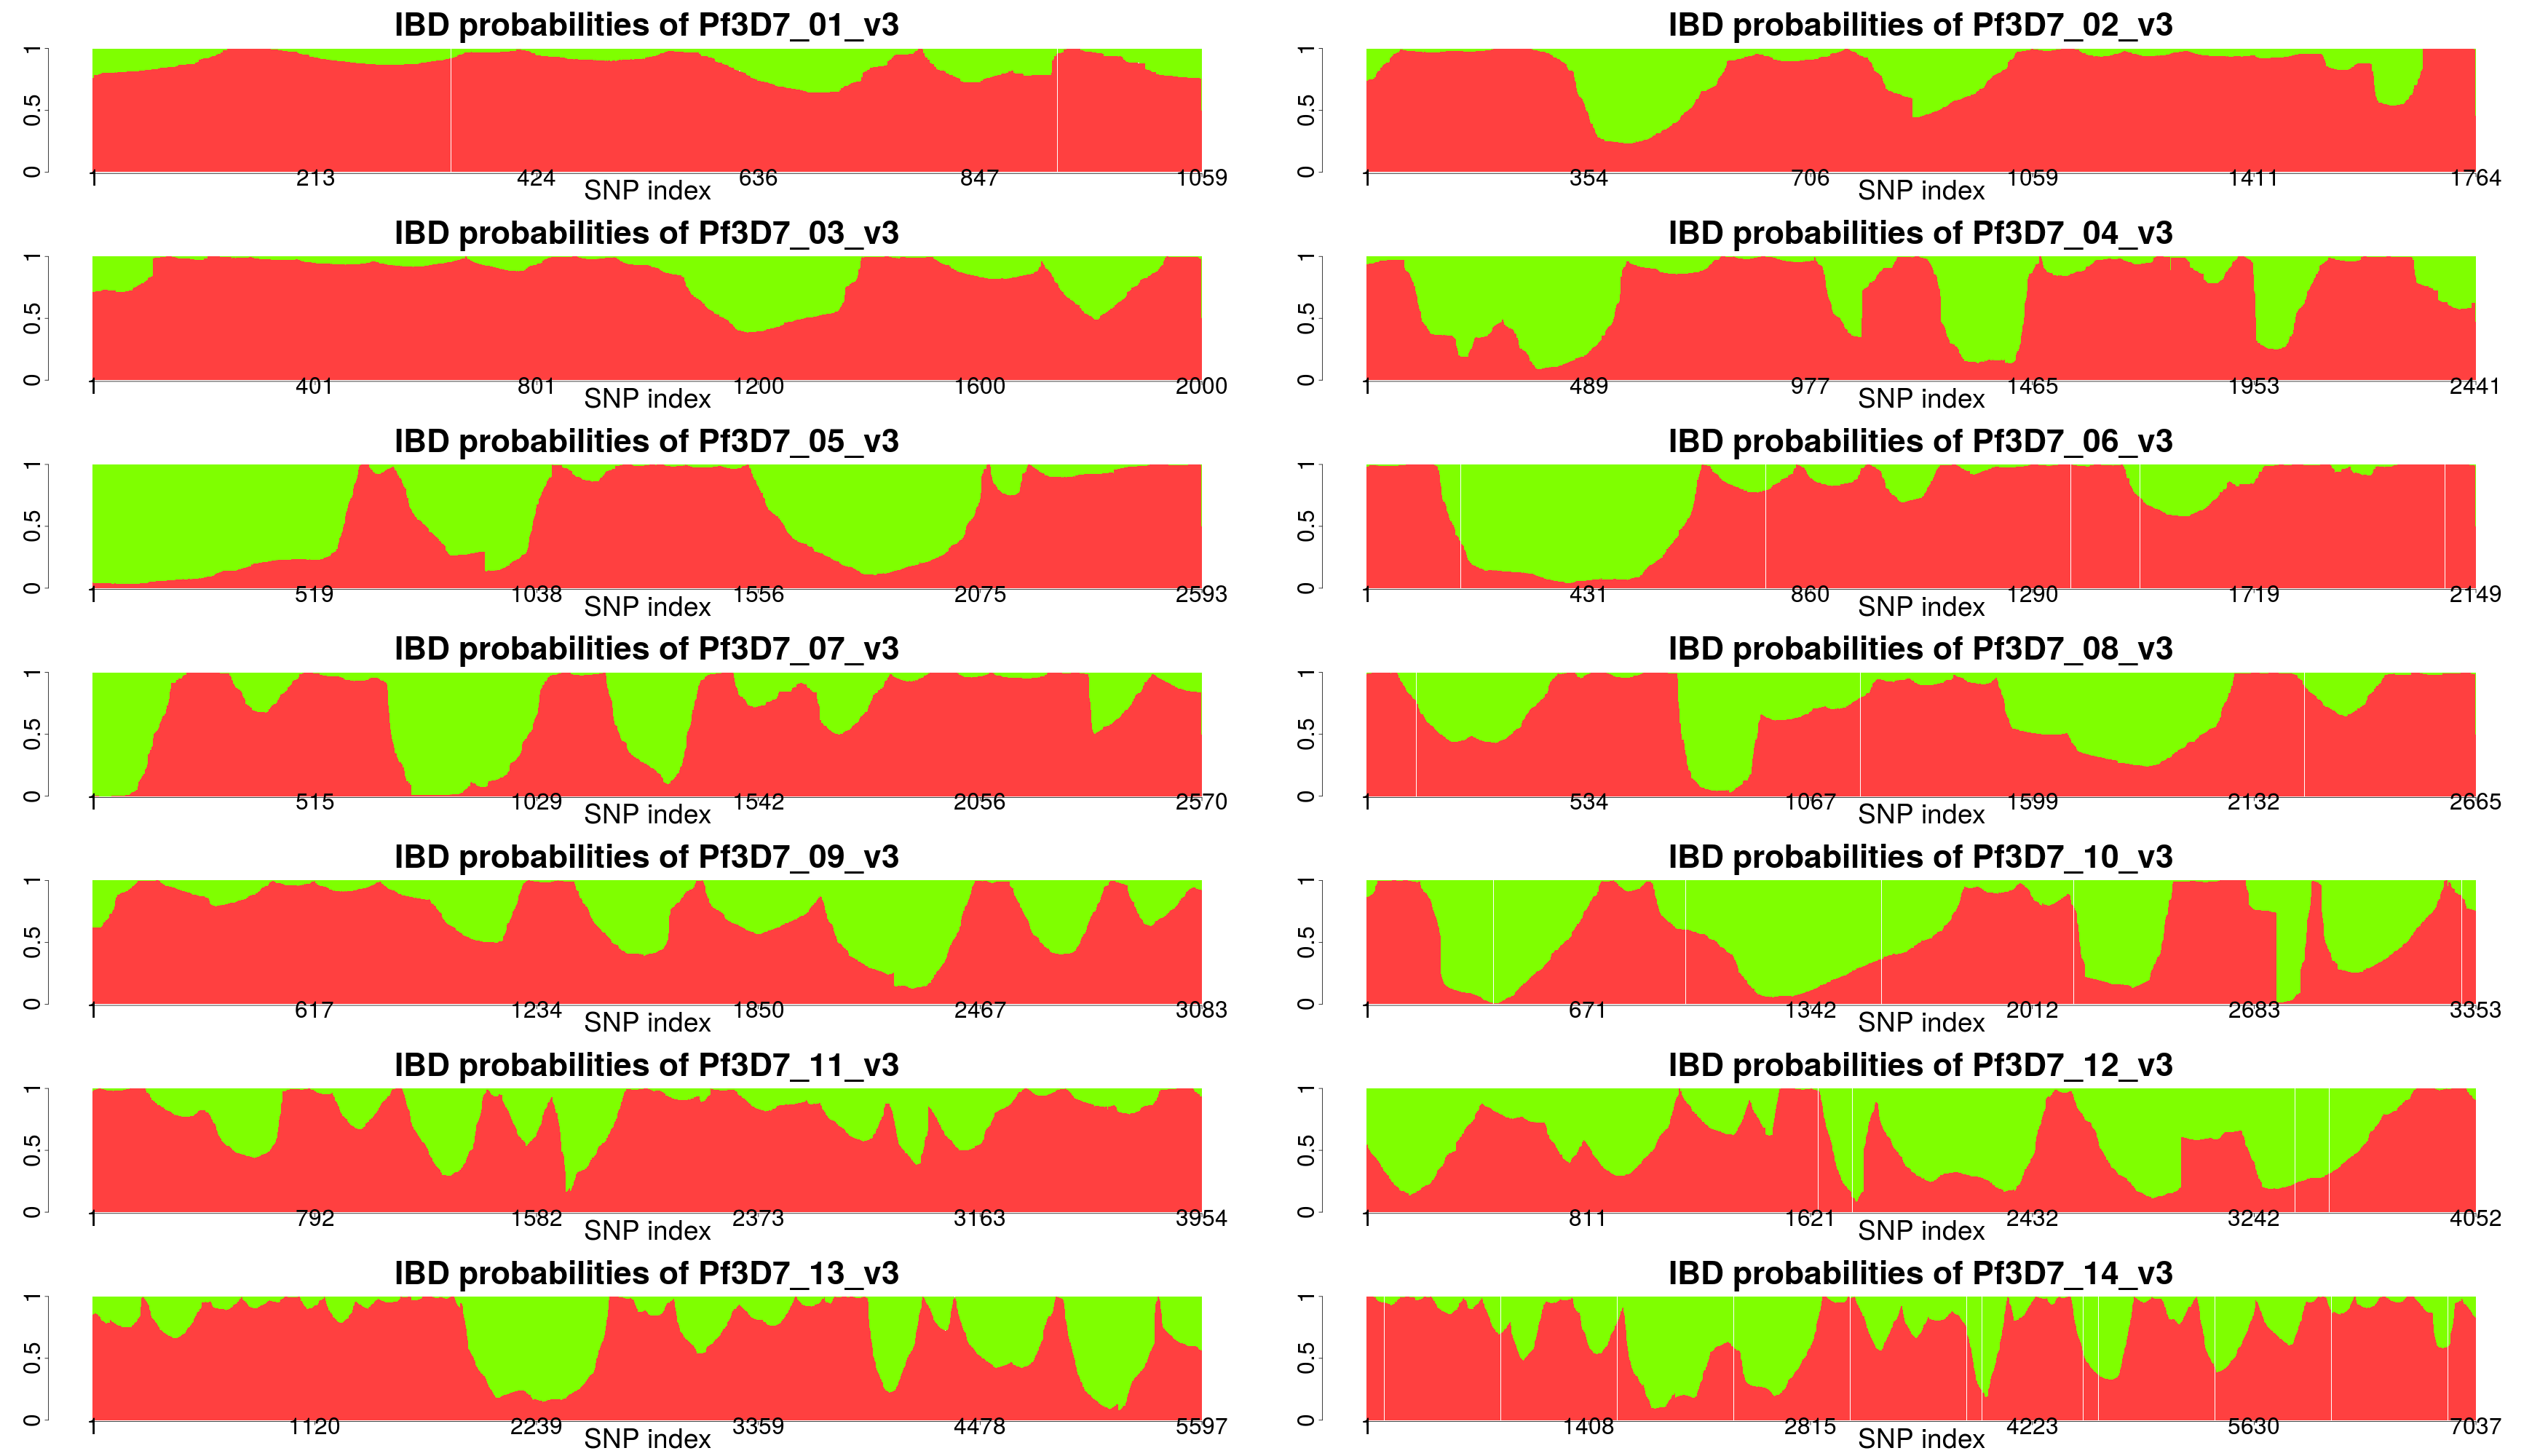 IBD probabilities of Pf3D7_01_v3
0 0.5 1
1 213 424 636 847 1059
SNP index
IBD probabilities of Pf3D7_02_v3
0 0.5 1
1 354 706 1059 1411 1764
SNP index
IBD probabilities of Pf3D7_03_v3
0 0.5 1
1 401 801 1200 1600 2000
SNP index
IBD probabilities of Pf3D7_04_v3
0 0.5 1
1 489 977 1465 1953 2441
SNP index
IBD probabilities of Pf3D7_05_v3
0 0.5 1
1 519 1038 1556 2075 2593
SNP index
IBD probabilities of Pf3D7_06_v3
0 0.5 1
1 431 860 1290 1719 2149
SNP index
IBD probabilities of Pf3D7_07_v3
0 0.5 1
1 515 1029 1542 2056 2570
SNP index
IBD probabilities of Pf3D7_08_v3
0 0.5 1
1 534 1067 1599 2132 2665
SNP index
IBD probabilities of Pf3D7_09_v3
0 0.5 1
1 617 1234 1850 2467 3083
SNP index
IBD probabilities of Pf3D7_10_v3
0 0.5 1
1 671 1342 2012 2683 3353
SNP index
IBD probabilities of Pf3D7_11_v3
0 0.5 1
1 792 1582 2373 3163 3954
SNP index
IBD probabilities of Pf3D7_12_v3
0 0.5 1
1 811 1621 2432 3242 4052
SNP index
IBD probabilities of Pf3D7_13_v3
0 0.5 1
1 1120 2239 3359 4478 5597
SNP index
IBD probabilities of Pf3D7_14_v3
0 0.5 1
1 1408 2815 4223 5630 7037
SNP index